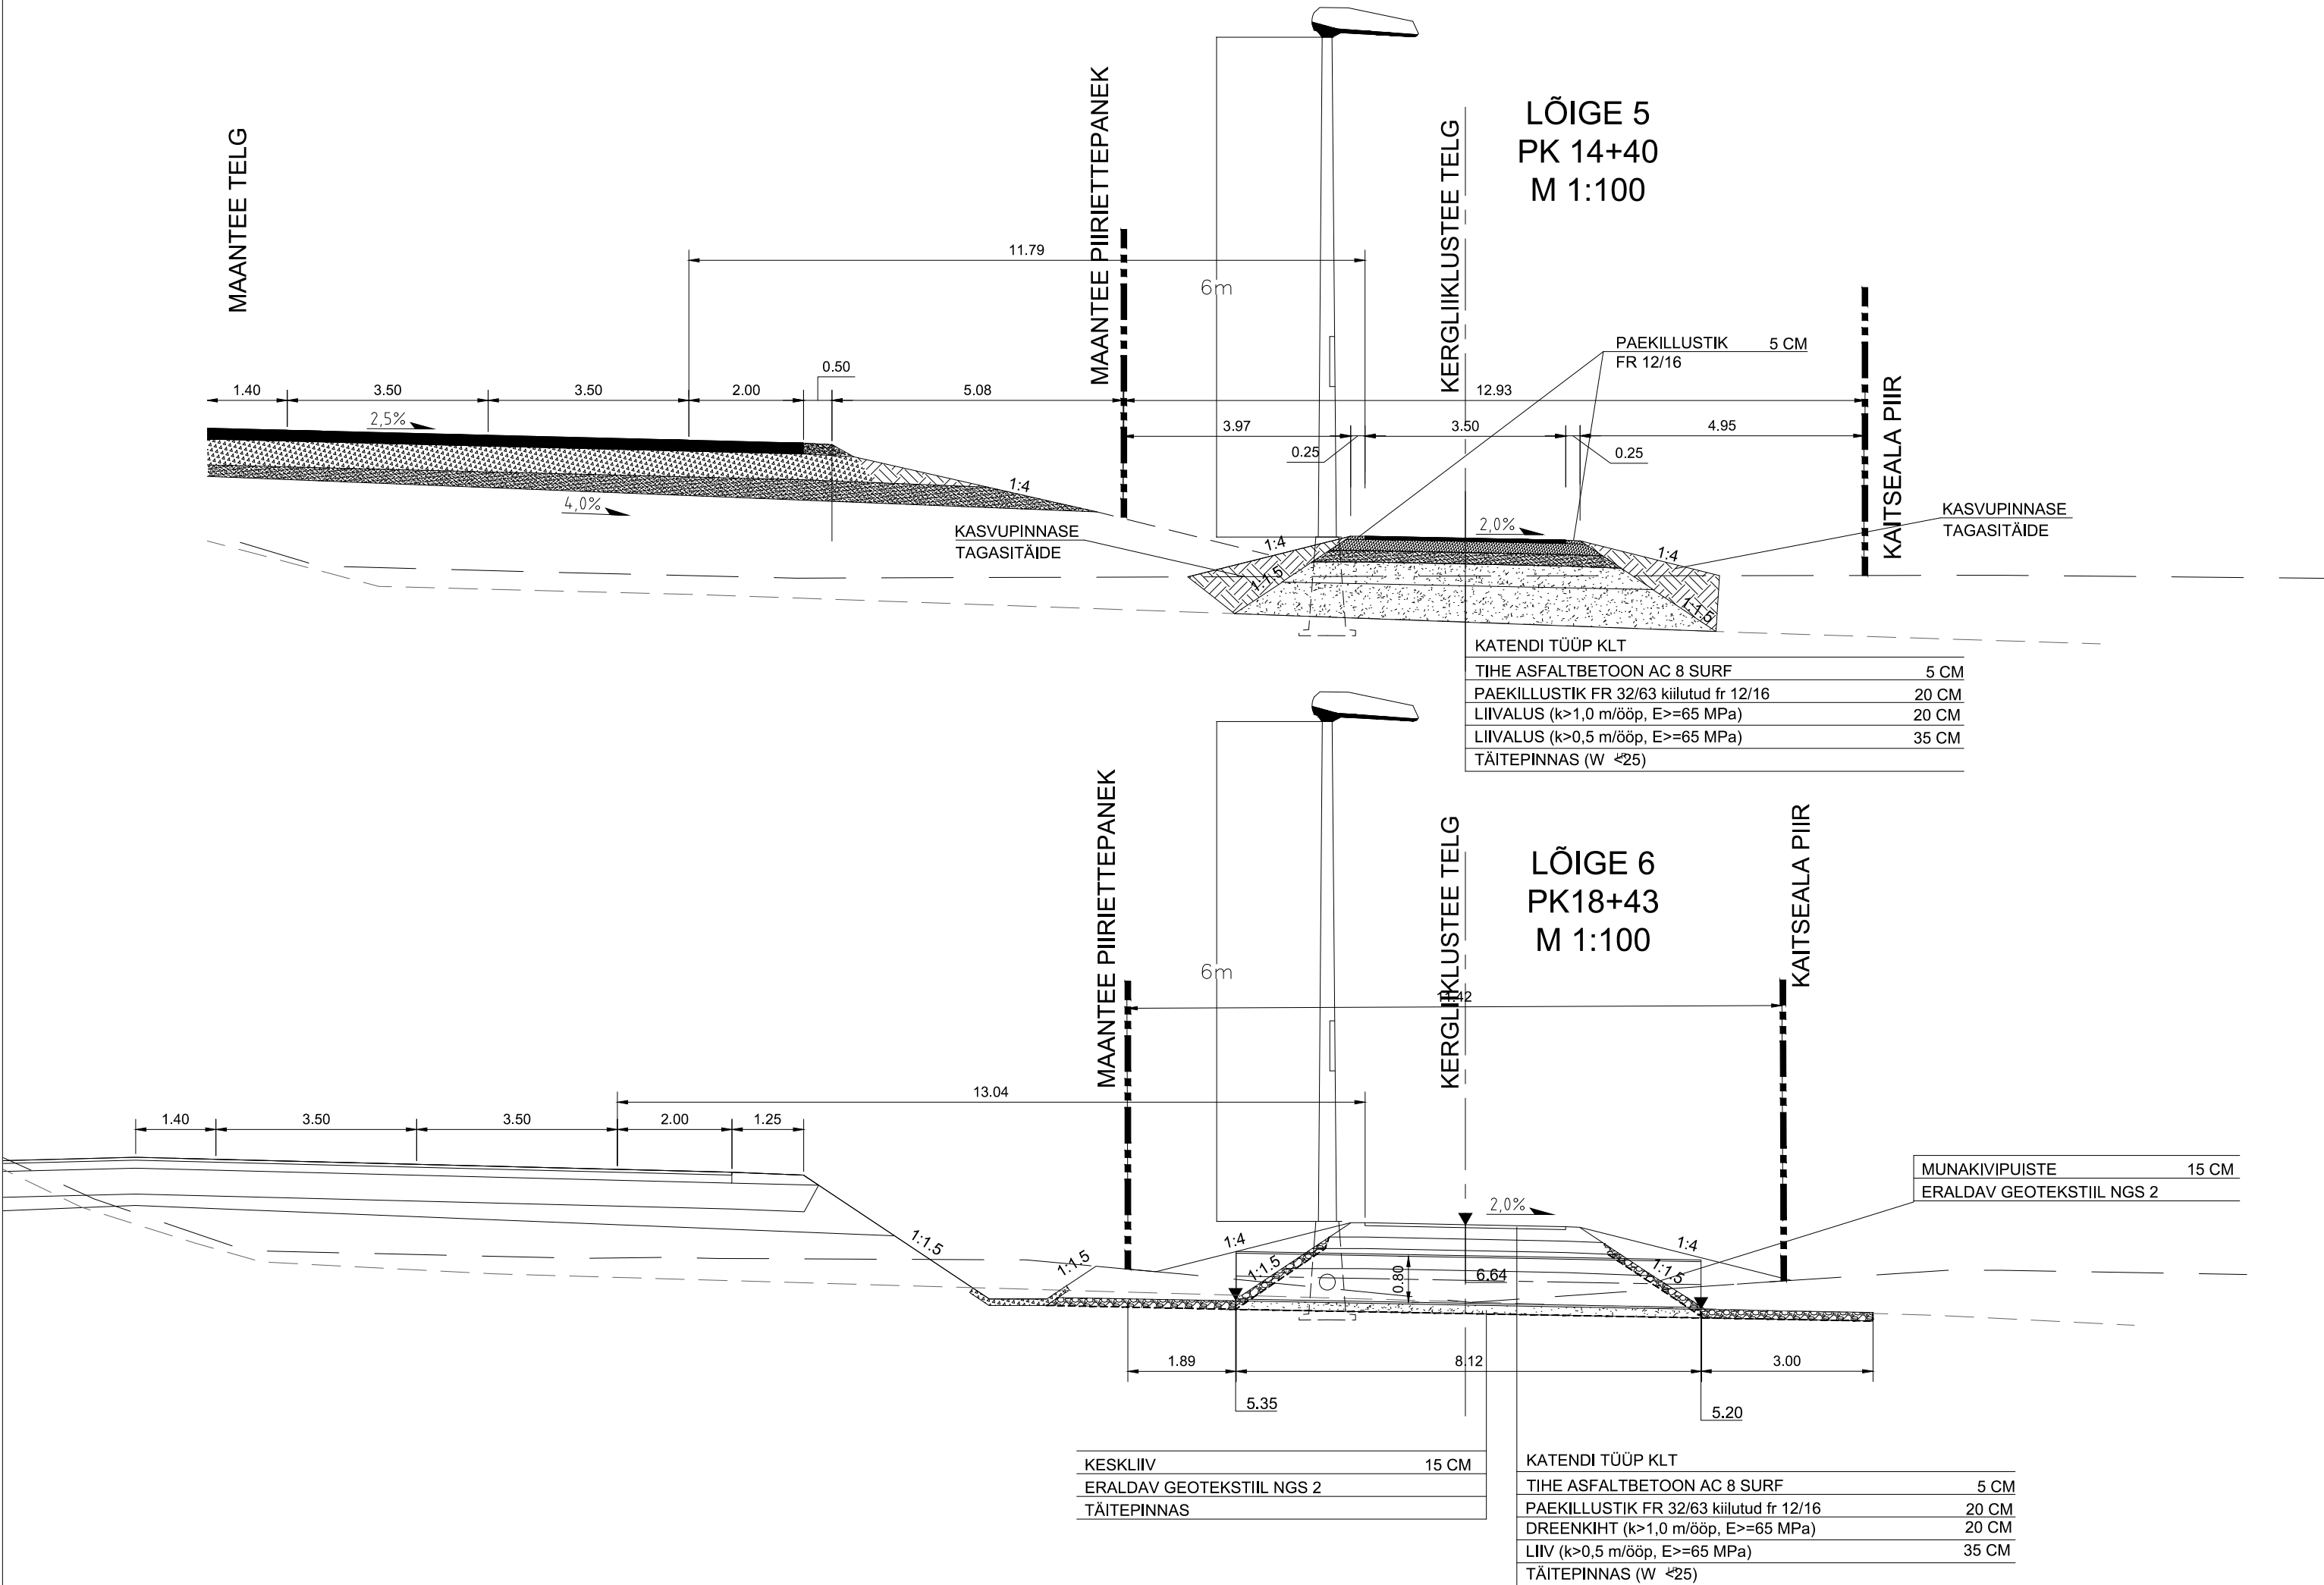 LÕIGE 5
PK 14+40
M 1:100
MAANTEE TELG
MAANTEE PIIRIETTEPANEK
KERGLIIKLUSTEE TELG
KAITSEALA PIIR
11.79
6m
PAEKILLUSTIK 5 CM
FR 12/16
0.50
1.40
3.50
3.50
2.00
5.08
12.93
2,5%
3.97
3.50
4.95
0.25
0.25
1:4
4,0%
2,0%
KASVUPINNASE
TAGASITÄIDE
KASVUPINNASE
TAGASITÄIDE
1:4
1:4
1:1.5
1:1.5
KATENDI TÜÜP KLT
TIHE ASFALTBETOON AC 8 SURF 5 CM
PAEKILLUSTIK FR 32/63 kiilutud fr 12/16 20 CM
LIIVALUS (k>1,0 m/ööp, E>=65 MPa) 20 CM
LIIVALUS (k>0,5 m/ööp, E>=65 MPa) 35 CM
TÄITEPINNAS (W <25)
LÕIGE 6
PK18+43
M 1:100
MAANTEE PIIRIETTEPANEK
KERGLIIKLUSTEE TELG
KAITSEALA PIIR
6m
11.42
13.04
1.40
3.50
3.50
2.00
1.25
MUNAKIVIPUISTE 15 CM
ERALDAV GEOTEKSTIIL NGS 2
2,0%
1:1.5
1:1.5
1:4
1:4
1:1.5
1:1.5
0.80
6.64
1.89
8.12
3.00
5.35
5.20
KESKLIIV 15 CM
ERALDAV GEOTEKSTIIL NGS 2
TÄITEPINNAS
KATENDI TÜÜP KLT
TIHE ASFALTBETOON AC 8 SURF 5 CM
PAEKILLUSTIK FR 32/63 kiilutud fr 12/16 20 CM
DREENKIHT (k>1,0 m/ööp, E>=65 MPa) 20 CM
LIIV (k>0,5 m/ööp, E>=65 MPa) 35 CM
TÄITEPINNAS (W <25)